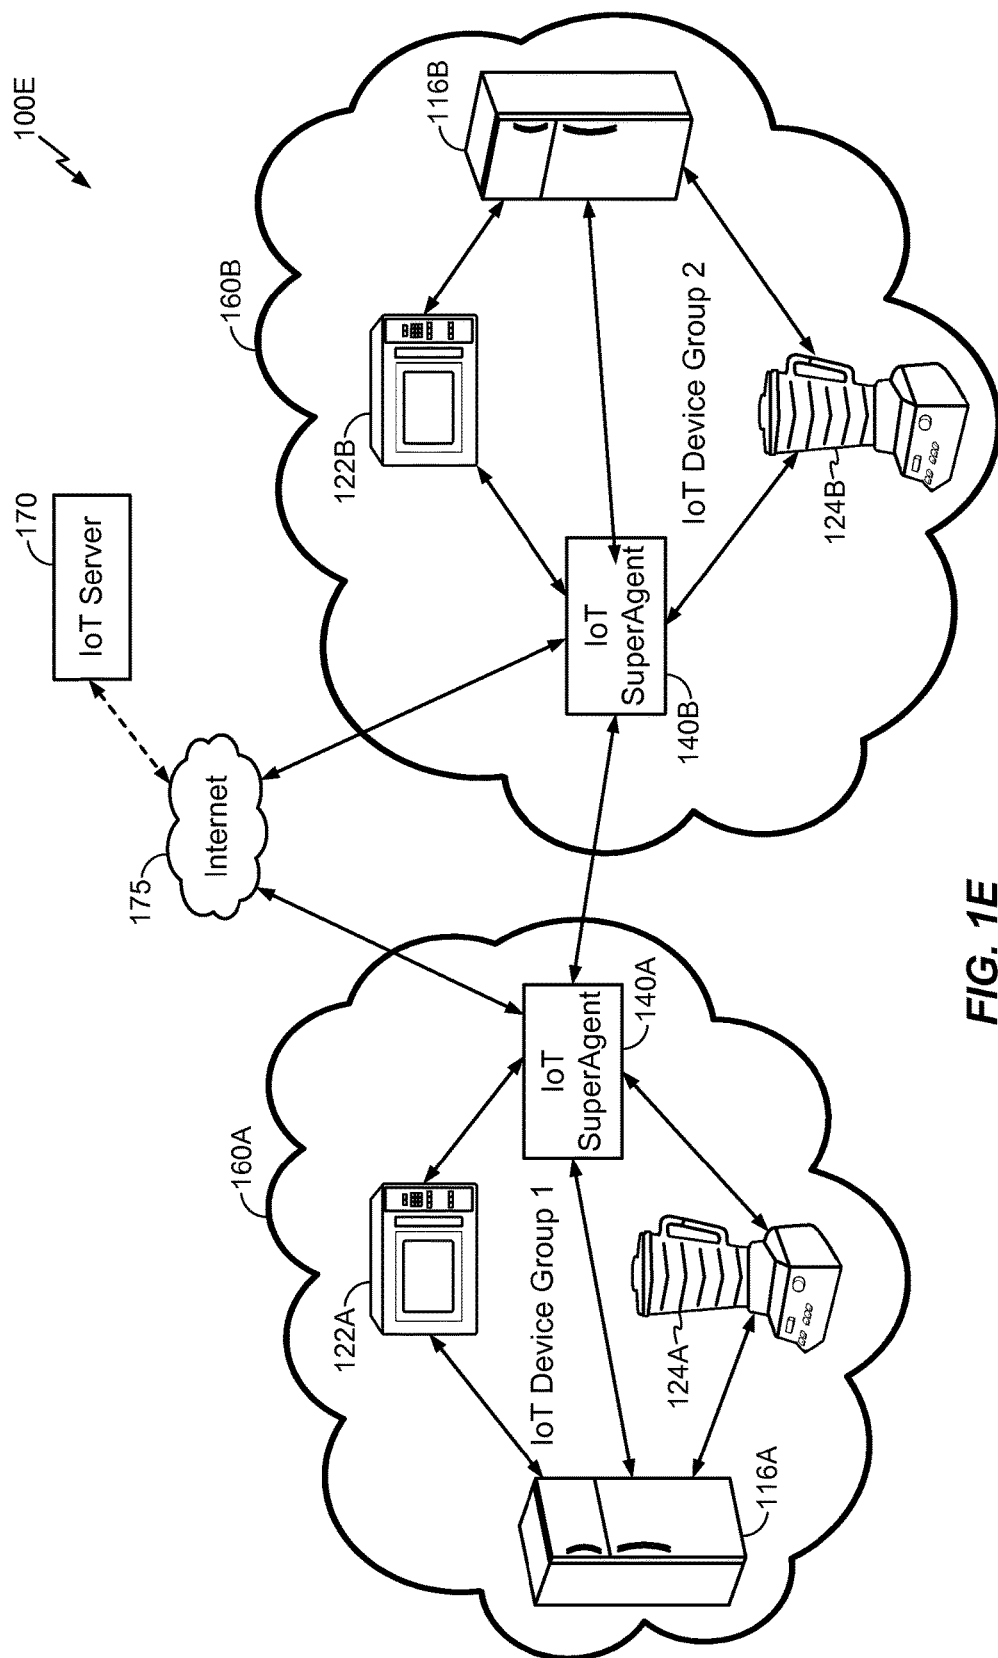 100E
170
IoT Server
175
Internet
160A
160B
122A
122B
116B
IoT
SuperAgent
140B
IoT
SuperAgent
140A
IoT Device Group 1
IoT Device Group 2
124A
124B
116A
FIG. 1E